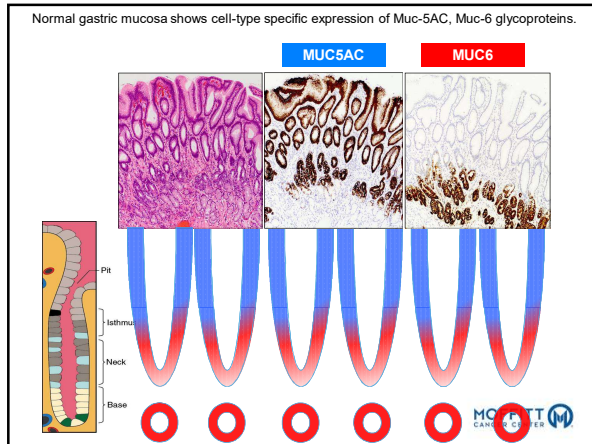 Normal gastric mucosa shows cell-type specific expression of Muc-5AC, Muc-6 glycoproteins.
MUC5AC
MUC6
Pit
Isthmus
Neck
Base
MOFFITT
CANCER CENTER